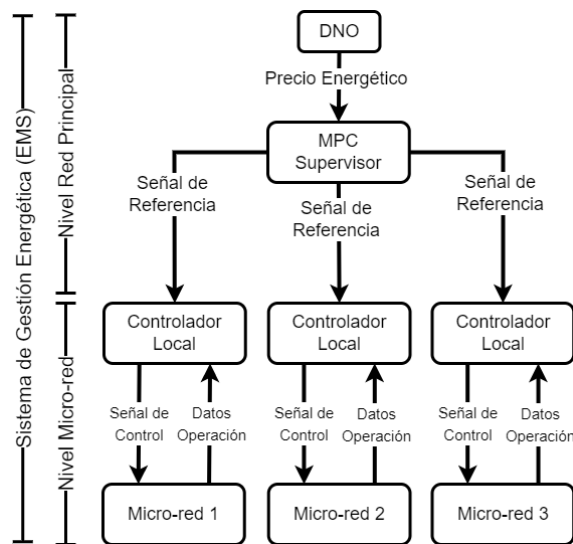 Sistema de Gestión Energética (EMS)
Nivel Red Principal
Nivel Micro-red
DNO
Precio Energético
MPC
Supervisor
Señal de
Referencia
Señal de
Referencia
Señal de
Referencia
Controlador
Local
Controlador
Local
Controlador
Local
Señal de
Control
Datos
Operación
Señal de
Control
Datos
Operación
Señal de
Control
Datos
Operación
Micro-red 1
Micro-red 2
Micro-red 3